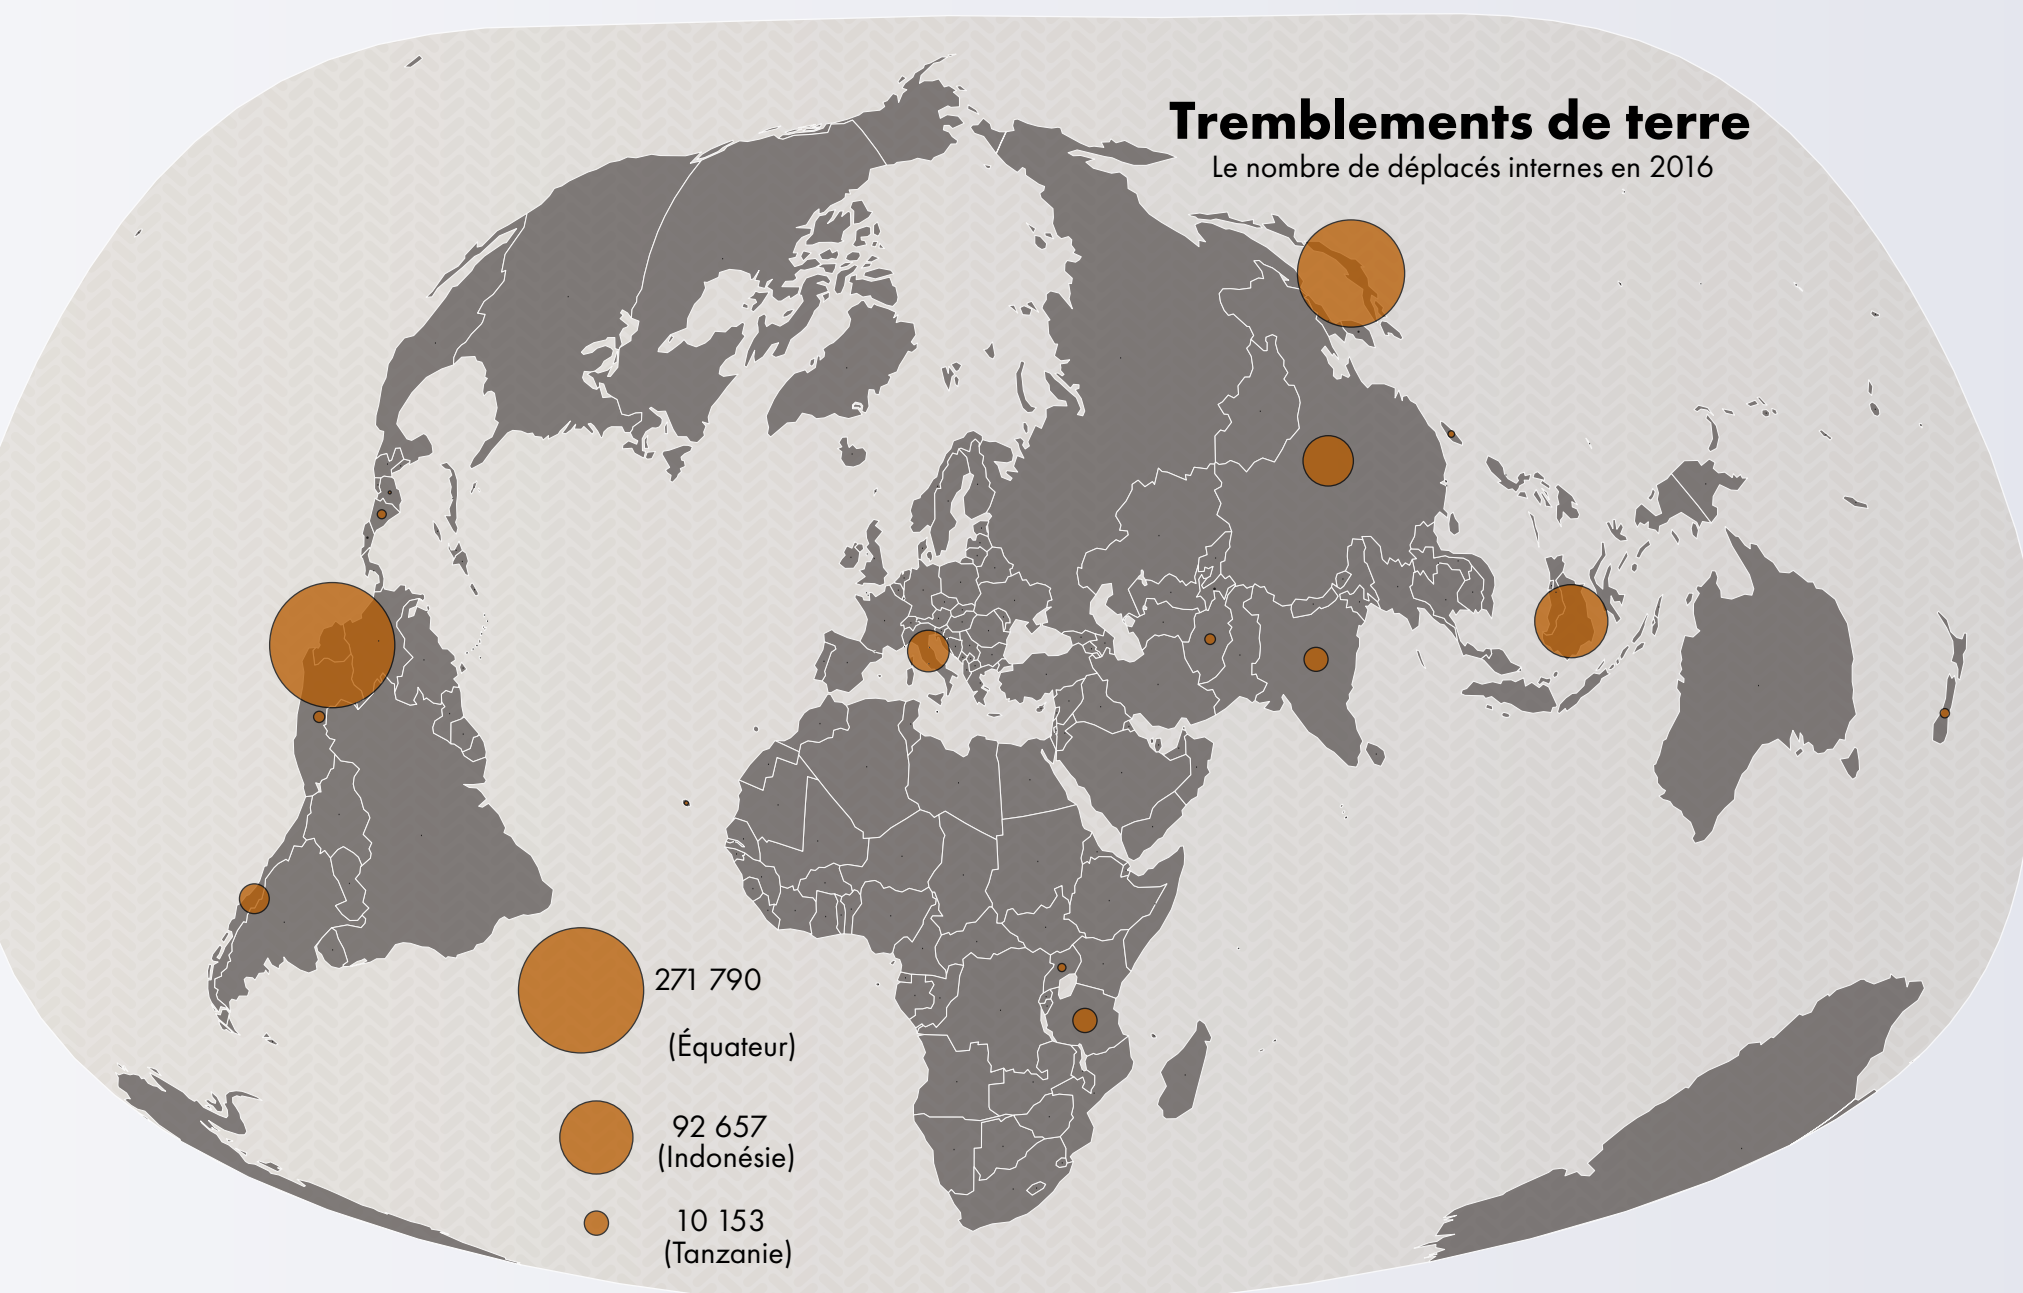 Tremblements de terre
Le nombre de déplacés internes en 2016
271 790
(Équateur)
92 657
(Indonésie)
10 153
(Tanzanie)